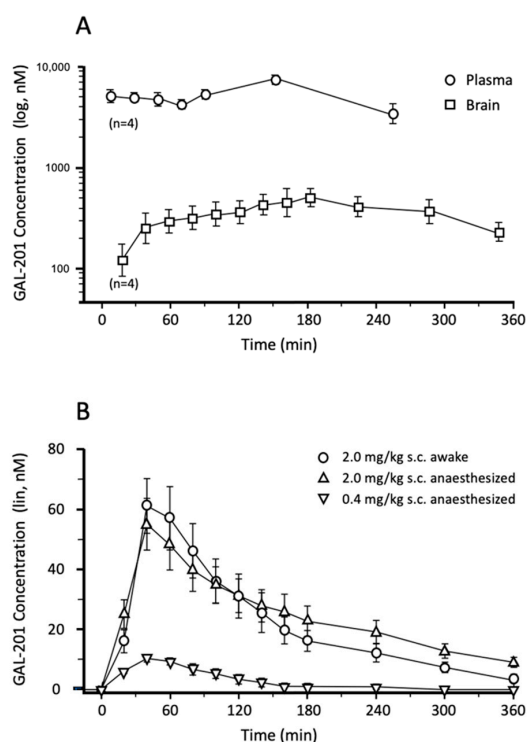 A
GAL-201 Concentration (log, nM)
10,000
1000
100
Plasma
Brain
(n=4)
(n=4)
0 60 120 180 240 300 360
Time (min)
B
GAL-201 Concentration (lin, nM)
80
60
40
20
0
2.0 mg/kg s.c. awake
2.0 mg/kg s.c. anaesthesized
0.4 mg/kg s.c. anaesthesized
0 60 120 180 240 300 360
Time (min)